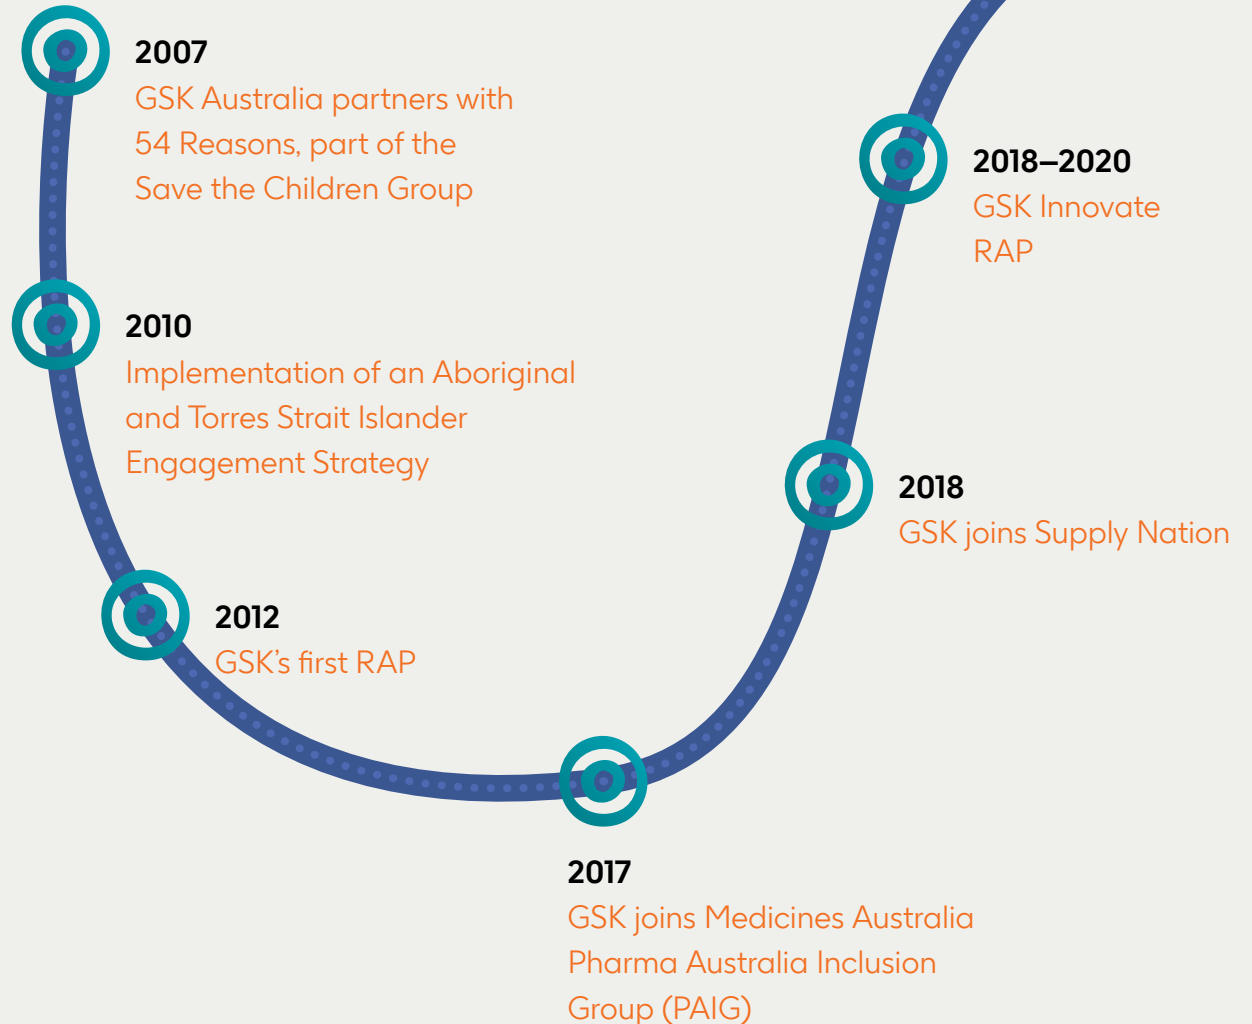 2007
GSK Australia partners with
54 Reasons, part of the
Save the Children Group
2010
Implementation of an Aboriginal
and Torres Strait Islander
Engagement Strategy
2012
GSK’s first RAP
2017
GSK joins Medicines Australia
Pharma Australia Inclusion
Group (PAIG)
2018
GSK joins Supply Nation
2018–2020
GSK Innovate
RAP